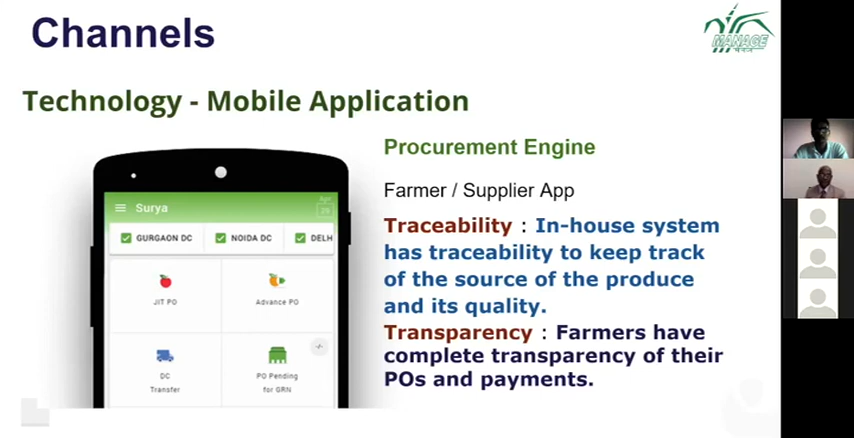 Channels
MANAGE
मैनेज
Technology - Mobile Application
Procurement Engine
Farmer / Supplier App
Traceability : In-house system
has traceability to keep track
of the source of the produce
and its quality.
Transparency : Farmers have
complete transparency of their
POs and payments.
Surya
Apr
GURGAON DC
NOIDA DC
DELH
JIT PO
Advance PO
DC
Transfer
PO Pending
for GRN